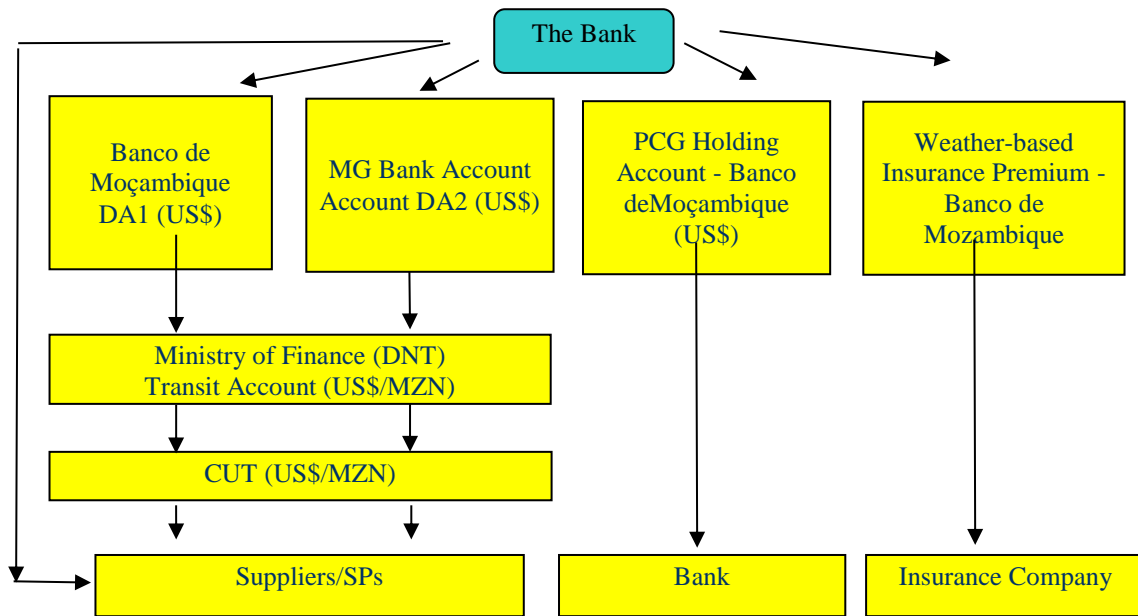 The Bank
Banco de
Moçambique
DA1 (US$)
MG Bank Account
Account DA2 (US$)
PCG Holding
Account - Banco
deMoçambique
(US$)
Weather-based
Insurance Premium -
Banco de
Mozambique
Ministry of Finance (DNT)
Transit Account (US$/MZN)
CUT (US$/MZN)
Suppliers/SPs
Bank
Insurance Company